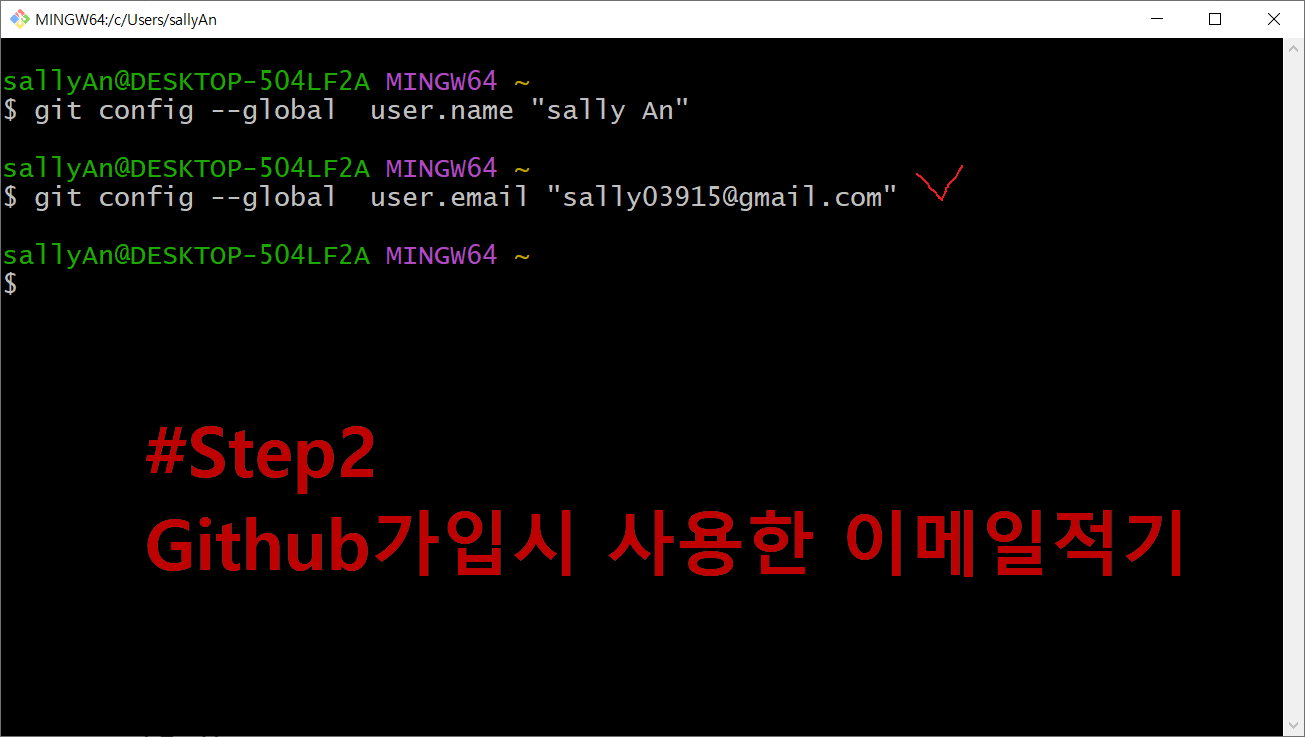 MINGW64:/c/Users/sallyAn
sallyAn@DESKTOP-504LF2A MINGW64 ~
$ git config --global  user.name "sally An"
sallyAn@DESKTOP-504LF2A MINGW64 ~
$ git config --global  user.email "sally03915@gmail.com"
sallyAn@DESKTOP-504LF2A MINGW64 ~
$
#Step2
Github가입시 사용한 이메일적기